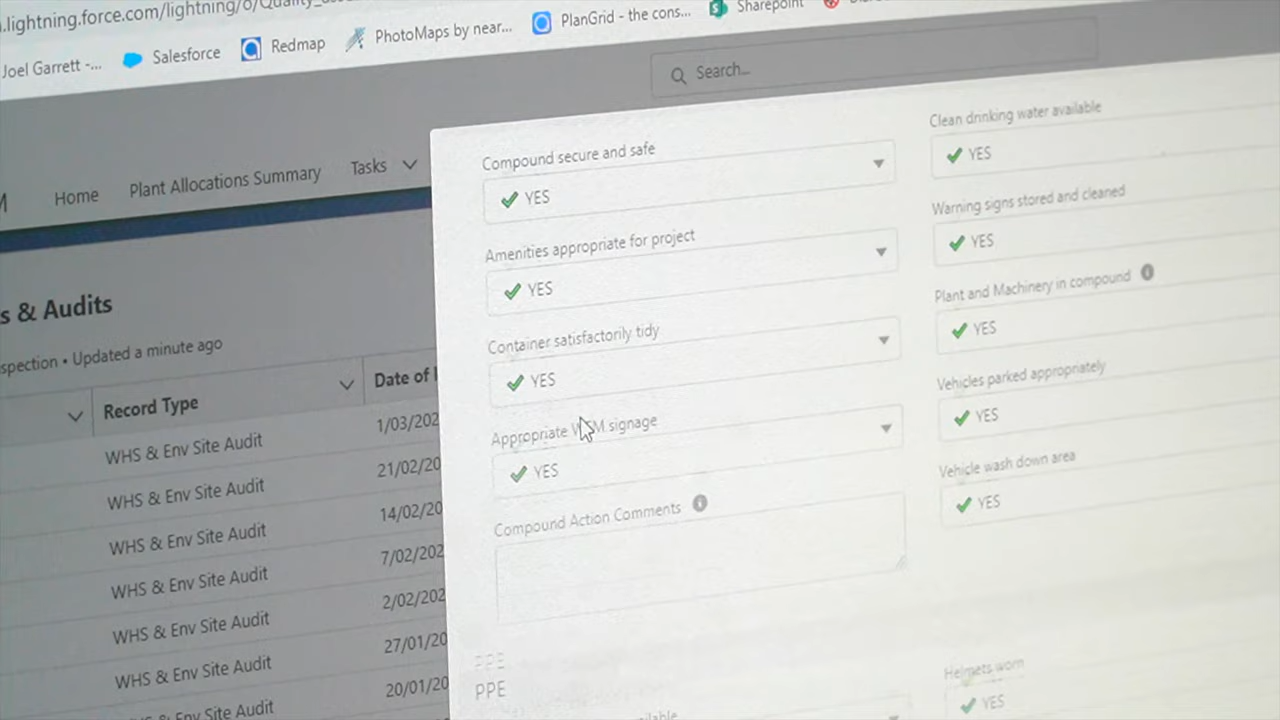 .lightning.force.com/lightning/o/Quality_
Joel Garrett -...
Salesforce
Redmap
PhotoMaps by near...
PlanGrid - the cons...
Sharepoint
Search...
Home
Plant Allocations Summary
Tasks
s & Audits
spection • Updated a minute ago
Record Type
Date of I
WHS & Env Site Audit
1/03/202
WHS & Env Site Audit
21/02/20
WHS & Env Site Audit
14/02/20
WHS & Env Site Audit
7/02/202
WHS & Env Site Audit
2/02/202
WHS & Env Site Audit
27/01/20
20/01/20
Env Site Audit
Compound secure and safe
YES
Amenities appropriate for project
YES
Container satisfactorily tidy
YES
Appropriate signage
YES
Compound Action Comments
PPE
Clean drinking water available
YES
Warning signs stored and cleaned
YES
Plant and Machinery in compound
YES
Vehicles parked appropriately
YES
Vehicle wash down area
YES
Helmets worn
YES